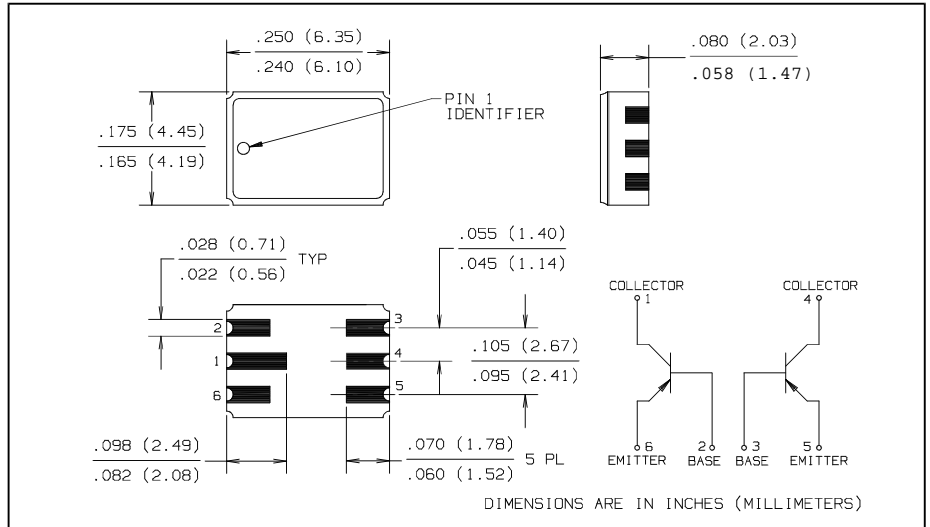 .250 (6.35)
.240 (6.10)
.080 (2.03)
.058 (1.47)
PIN 1
IDENTIFIER
.175 (4.45)
.165 (4.19)
.028 (0.71)
.022 (0.56)
TYP
.055 (1.40)
.045 (1.14)
2
1
6
3
4
5
.105 (2.67)
.095 (2.41)
.098 (2.49)
.082 (2.08)
.070 (1.78)
.060 (1.52)
5 PL
COLLECTOR
1
COLLECTOR
4
6
EMITTER
2
BASE
3
BASE
5
EMITTER
DIMENSIONS ARE IN INCHES (MILLIMETERS)